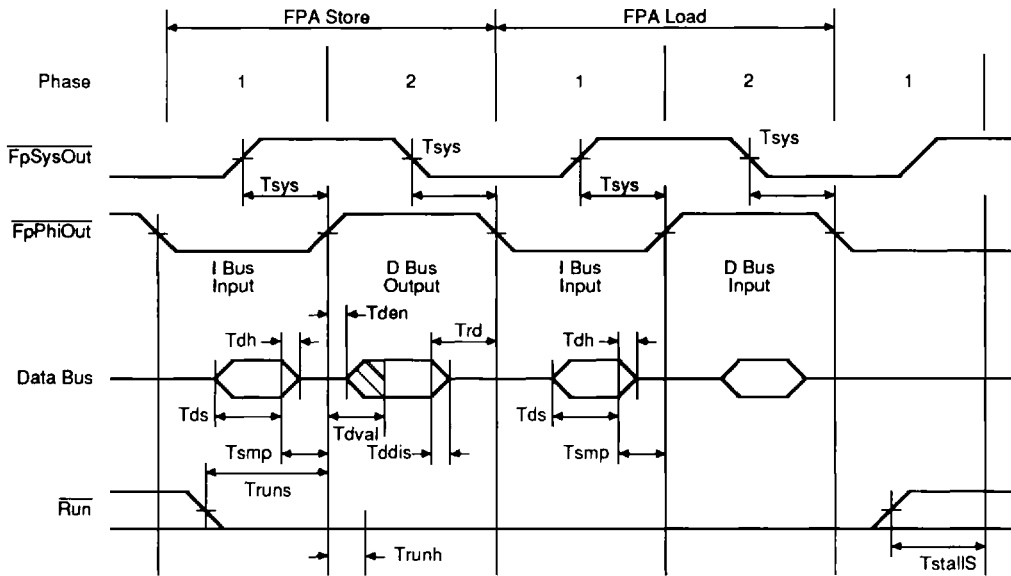 FPA Store FPA Load
Phase 1 2 1 2 1
FpSysOut Tsys Tsys
Tsys Tsys
FpPhiOut
I Bus Input D Bus Output I Bus Input D Bus Input
Tden
Tdh Trd Tdh
Data Bus
Tds Tdval Tds
Tsmp Tddis Tsmp
Truns
Run
Trunh TstallS